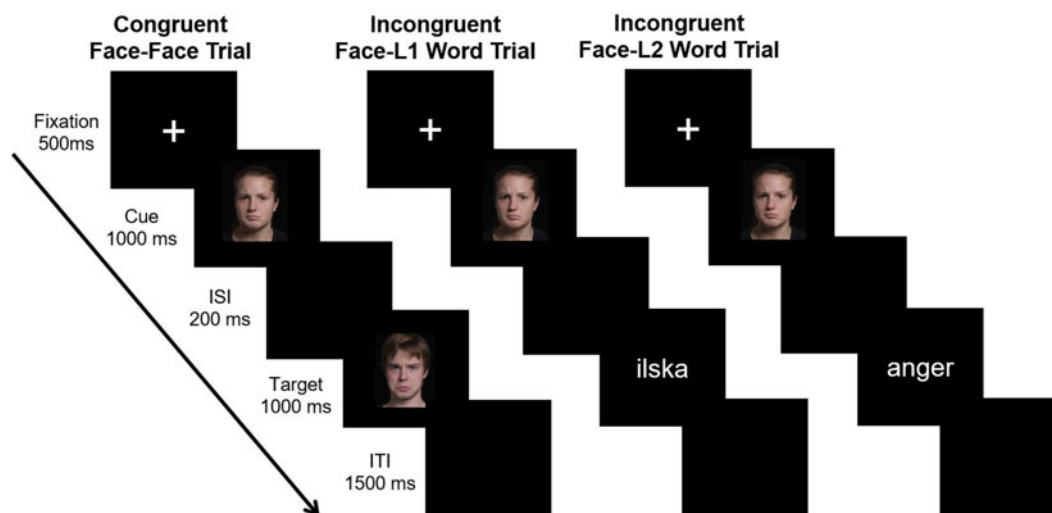 Congruent
Face-Face Trial
Incongruent
Face-L1 Word Trial
Incongruent
Face-L2 Word Trial
Fixation
500ms
+
+
+
Cue
1000 ms
ISI
200 ms
Target
1000 ms
ilska
anger
ITI
1500 ms